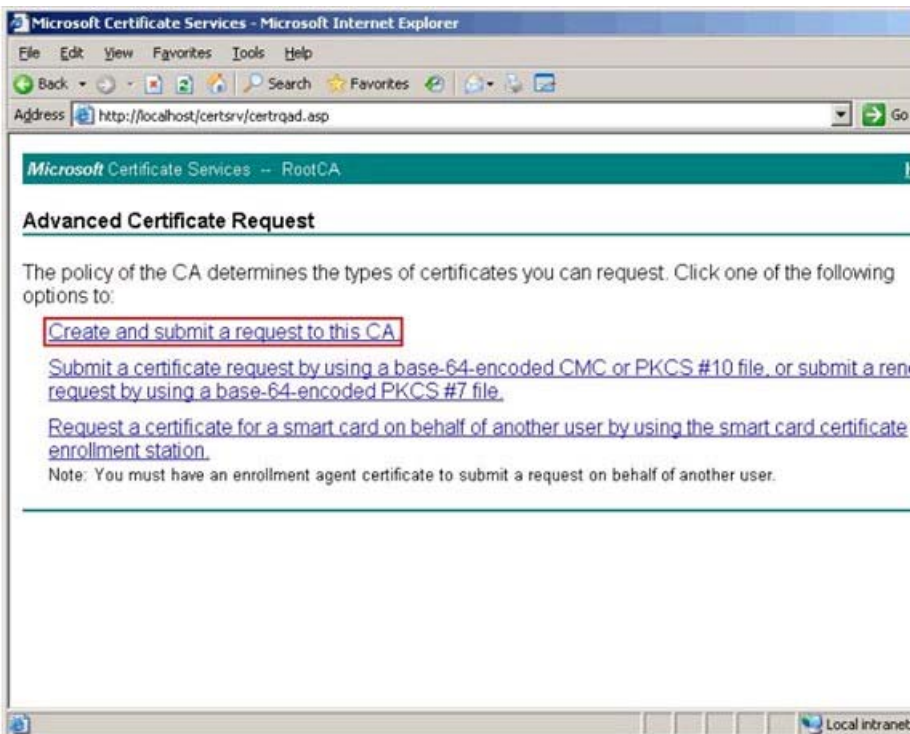 Microsoft Certificate Services - Microsoft Internet Explorer
File Edit View Favorites Tools Help
Back Search Favorites
Address http://localhost/certsrv/certrqad.asp Go
Microsoft Certificate Services -- RootCA
Advanced Certificate Request
The policy of the CA determines the types of certificates you can request. Click one of the following
options to:
Create and submit a request to this CA.
Submit a certificate request by using a base-64-encoded CMC or PKCS #10 file, or submit a
request by using a base-64-encoded PKCS #7 file.
Request a certificate for a smart card on behalf of another user by using the smart card certificate
enrollment station.
Note: You must have an enrollment agent certificate to submit a request on behalf of another user.
Local intranet